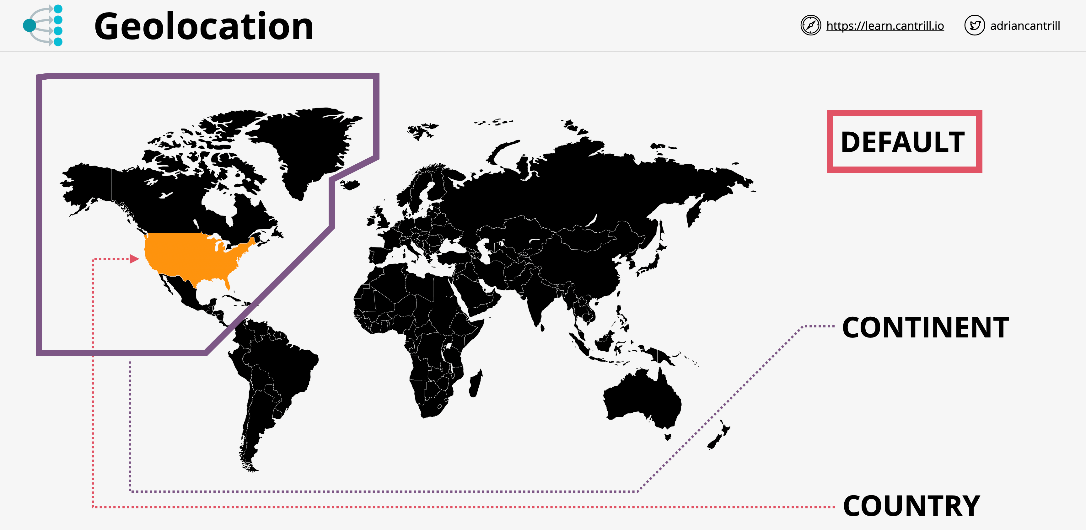 Geolocation
https://learn.cantrill.io
adriancantrill
DEFAULT
CONTINENT
COUNTRY